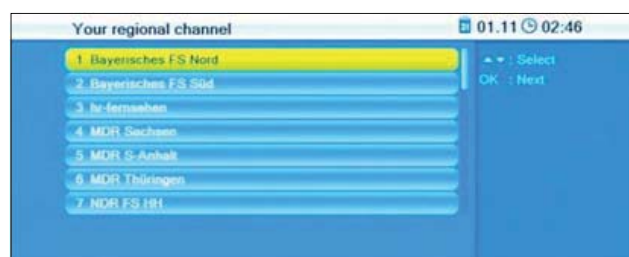 Your regional channel
01.11 02:46
1 Bayerisches FS Nord
2 Bayerisches FS Süd
3 hr-fernsehen
4 MDR Sachsen
5 MDR S-Anhalt
6 MDR Thüringen
7 NDR FS HH
: Select
OK : Next